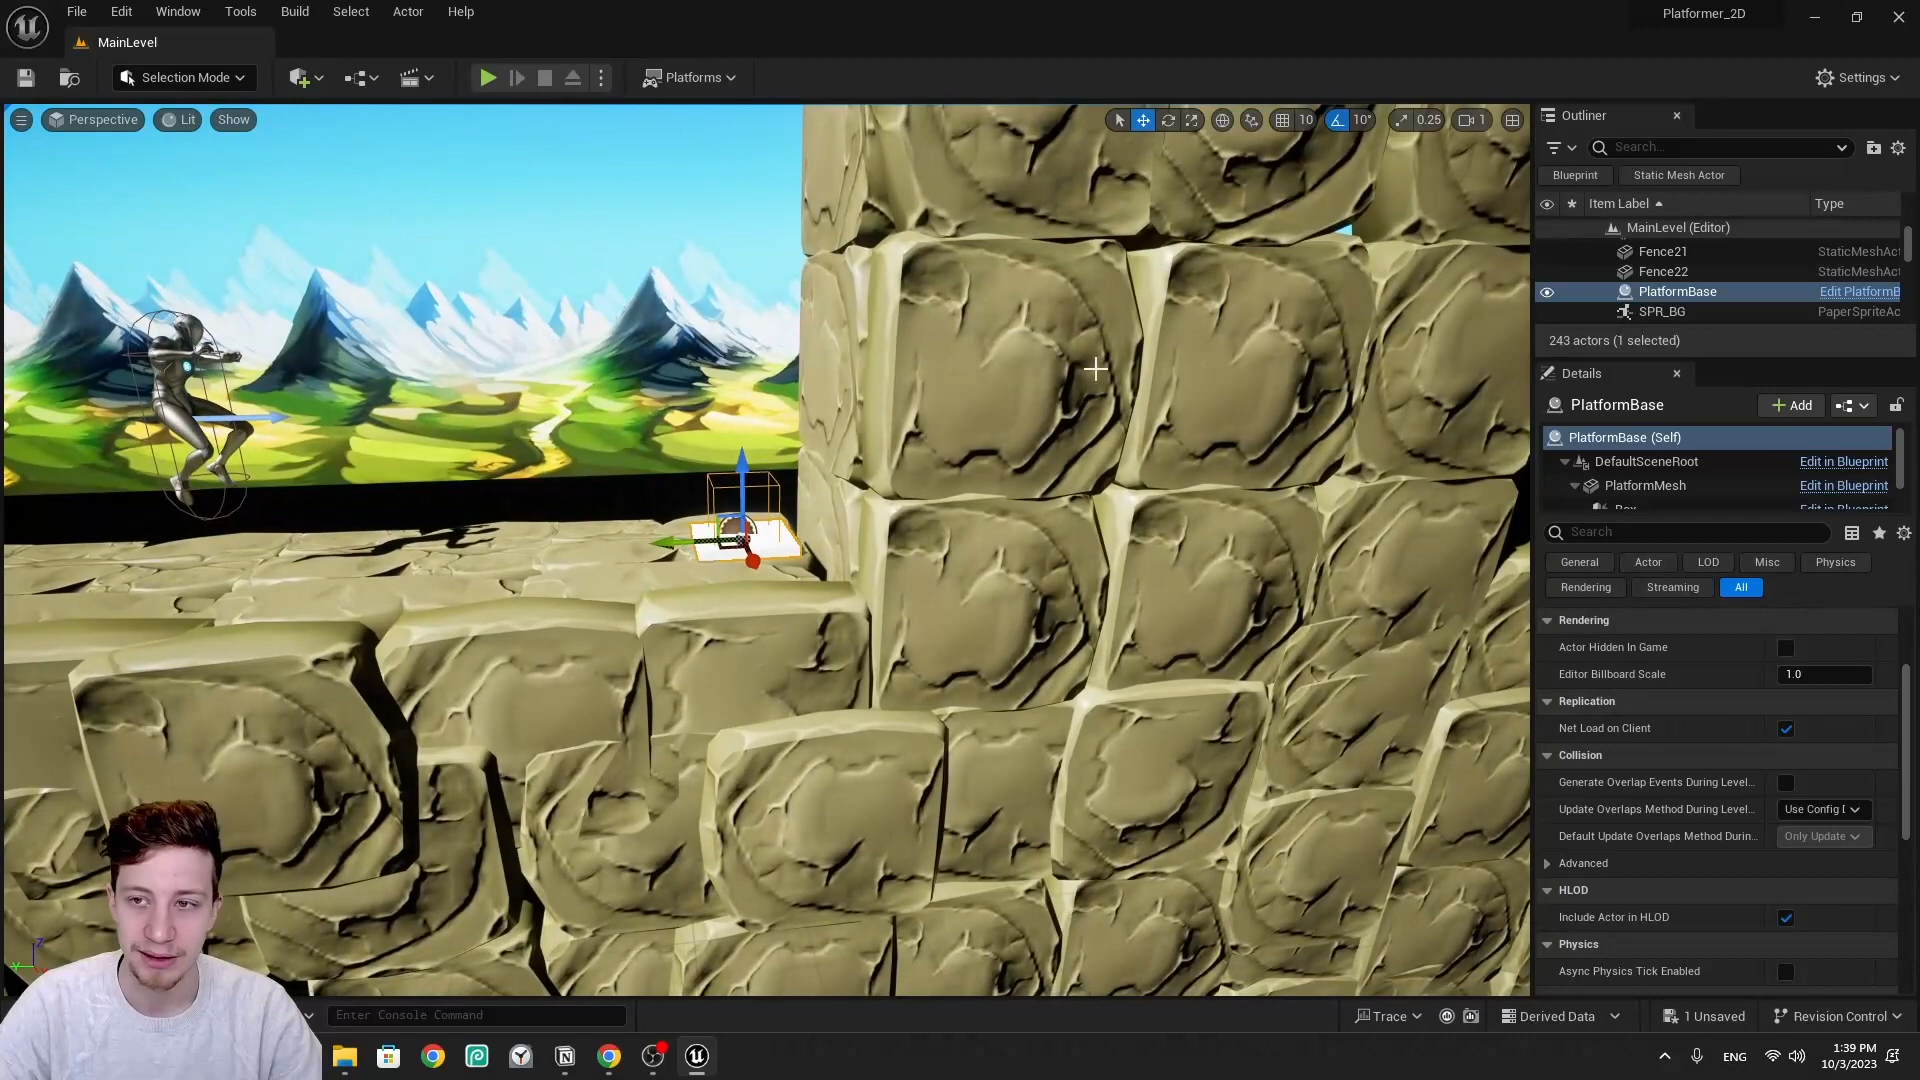 File Edit Window Tools Build Select Actor Help
Platformer_2D
MainLevel
Selection Mode
Platforms
Settings
Perspective Lit Show
10 10° 0.25 1
Outliner
Search...
Blueprint Static Mesh Actor
Item Label Type
MainLevel (Editor)
Fence21 StaticMeshAct
Fence22 StaticMeshAct
PlatformBase Edit PlatformB
SPR_BG PaperSpriteAc
243 actors (1 selected)
Details
PlatformBase Add
PlatformBase (Self)
DefaultSceneRoot Edit in Blueprint
PlatformMesh Edit in Blueprint
Search
General Actor LOD Misc Physics
Rendering Streaming All
Rendering
Actor Hidden In Game
Editor Billboard Scale 1.0
Replication
Net Load on Client
Collision
Generate Overlap Events During Level...
Update Overlaps Method During Level... Use Config D
Default Update Overlaps Method Durin... Only Update
Advanced
HLOD
Include Actor in HLOD
Physics
Async Physics Tick Enabled
Z
Y
Enter Console Command
Trace Derived Data 1 Unsaved Revision Control
ENG 1:39 PM
10/3/2023